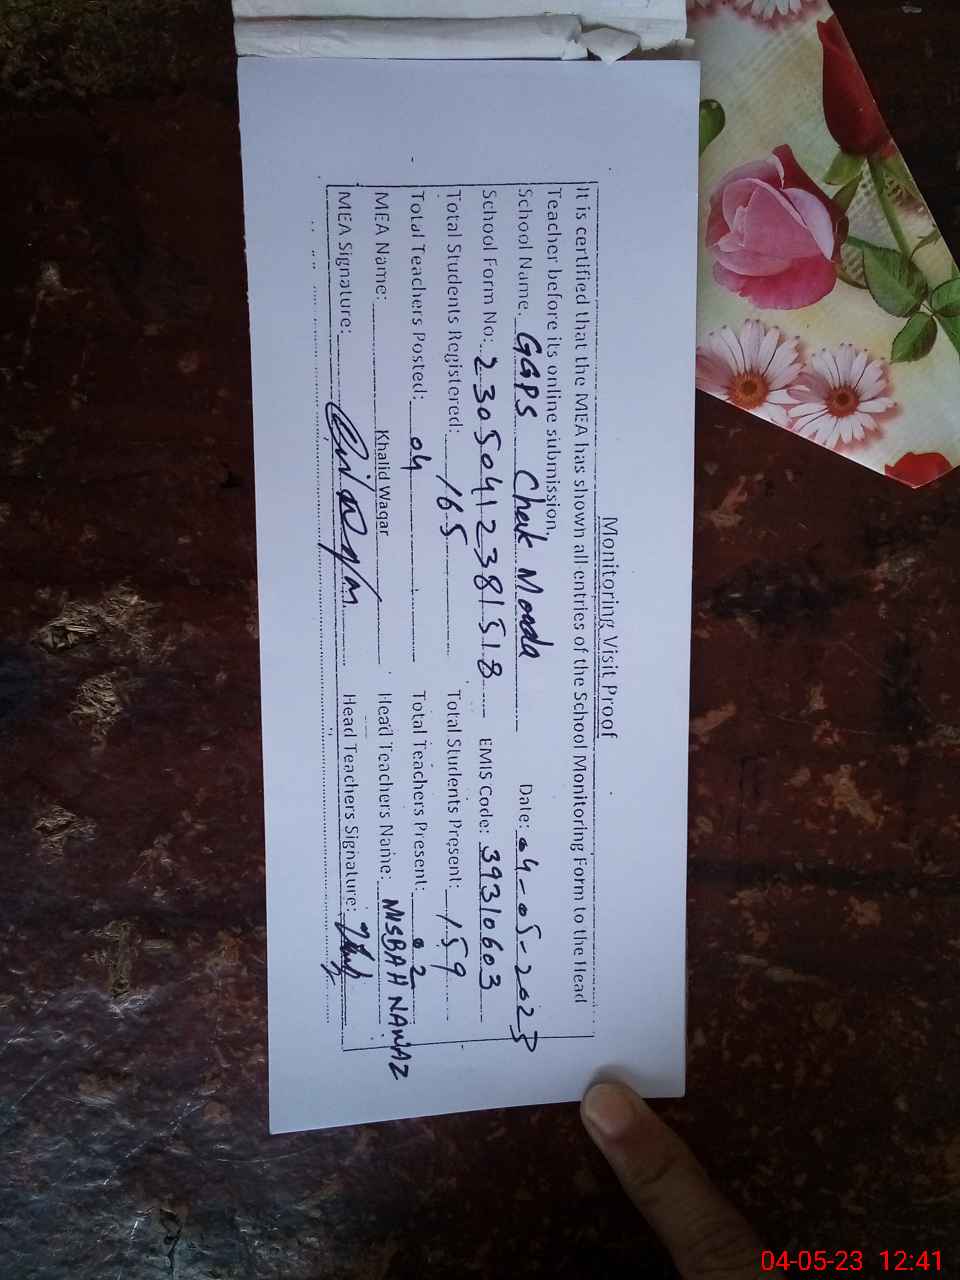 Monitoring Visit Proof
It is certified that the MEA has shown all entries of the School Monitoring Form to the Head
Teacher before its online submission.
School Name. GGPS Chak Mooda Date: 04-05-2023
School Form No: 230504123815 18 EMIS Code: 39310603
Total Students Registered: 165 Total Students Present: 159
Total Teachers Posted: 04 Total Teachers Present: 02
MEA Name: Khalid Waqar Head Teachers Name: MISBAH NAWAZ
MEA Signature: Head Teachers Signature:
04-05-23 12:41